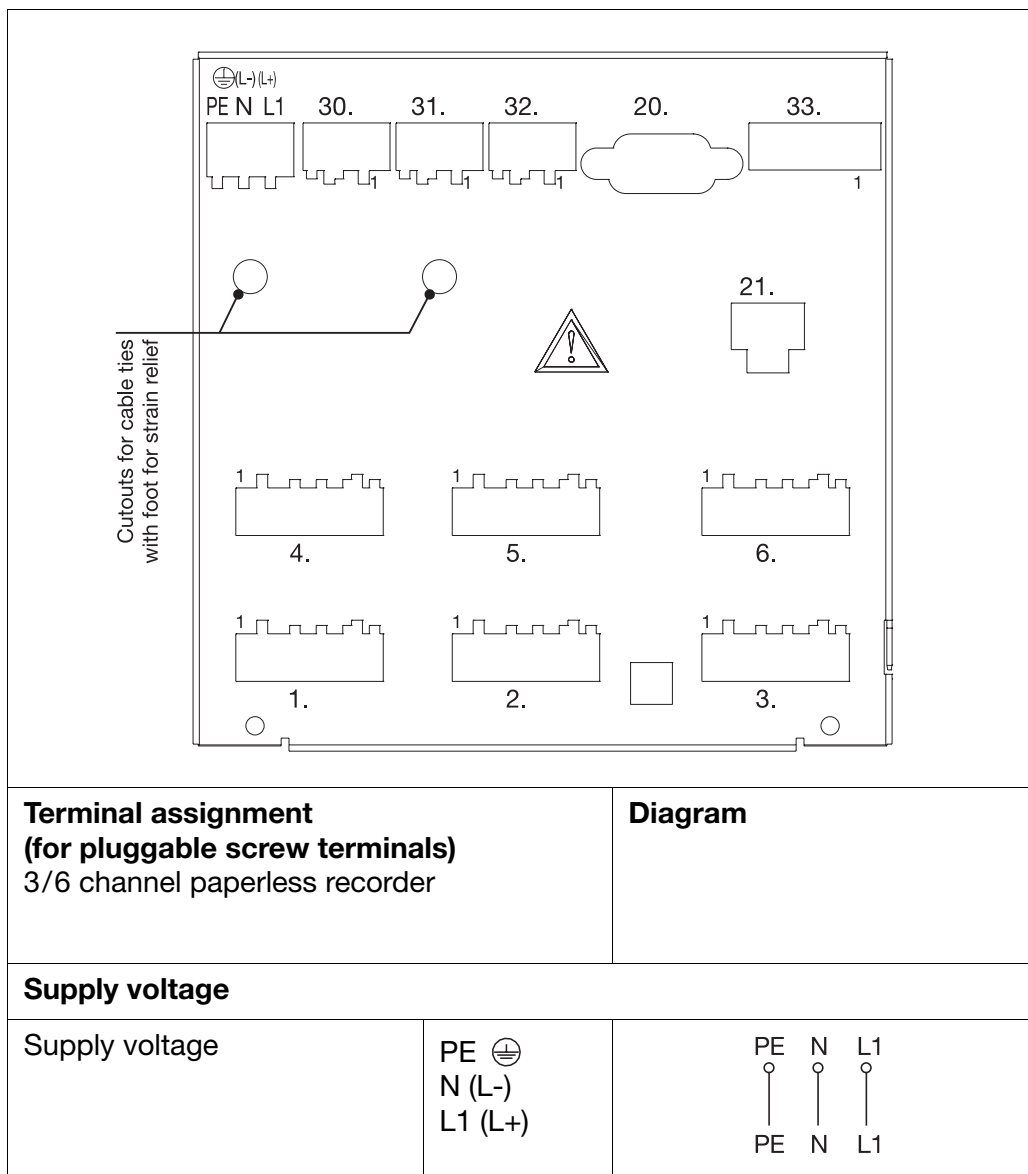 (L-) (L+)
PE N L1 30. 31. 32. 20. 33.
1 1 1 1
21.
Cutouts for cable ties
with foot for strain relief
1 1 1
4. 5. 6.
1 1 1
1. 2. 3.
Terminal assignment
(for pluggable screw terminals)
3/6 channel paperless recorder
Diagram
Supply voltage
Supply voltage
PE
N (L-)
L1 (L+)
PE N L1
PE N L1